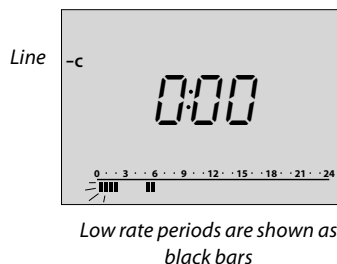 Line
–c
0:00
0 · · 3 · · 6 · · 9 · · 12 · · 15 · · 18 · · 21 · · 24
Low rate periods are shown as
black bars